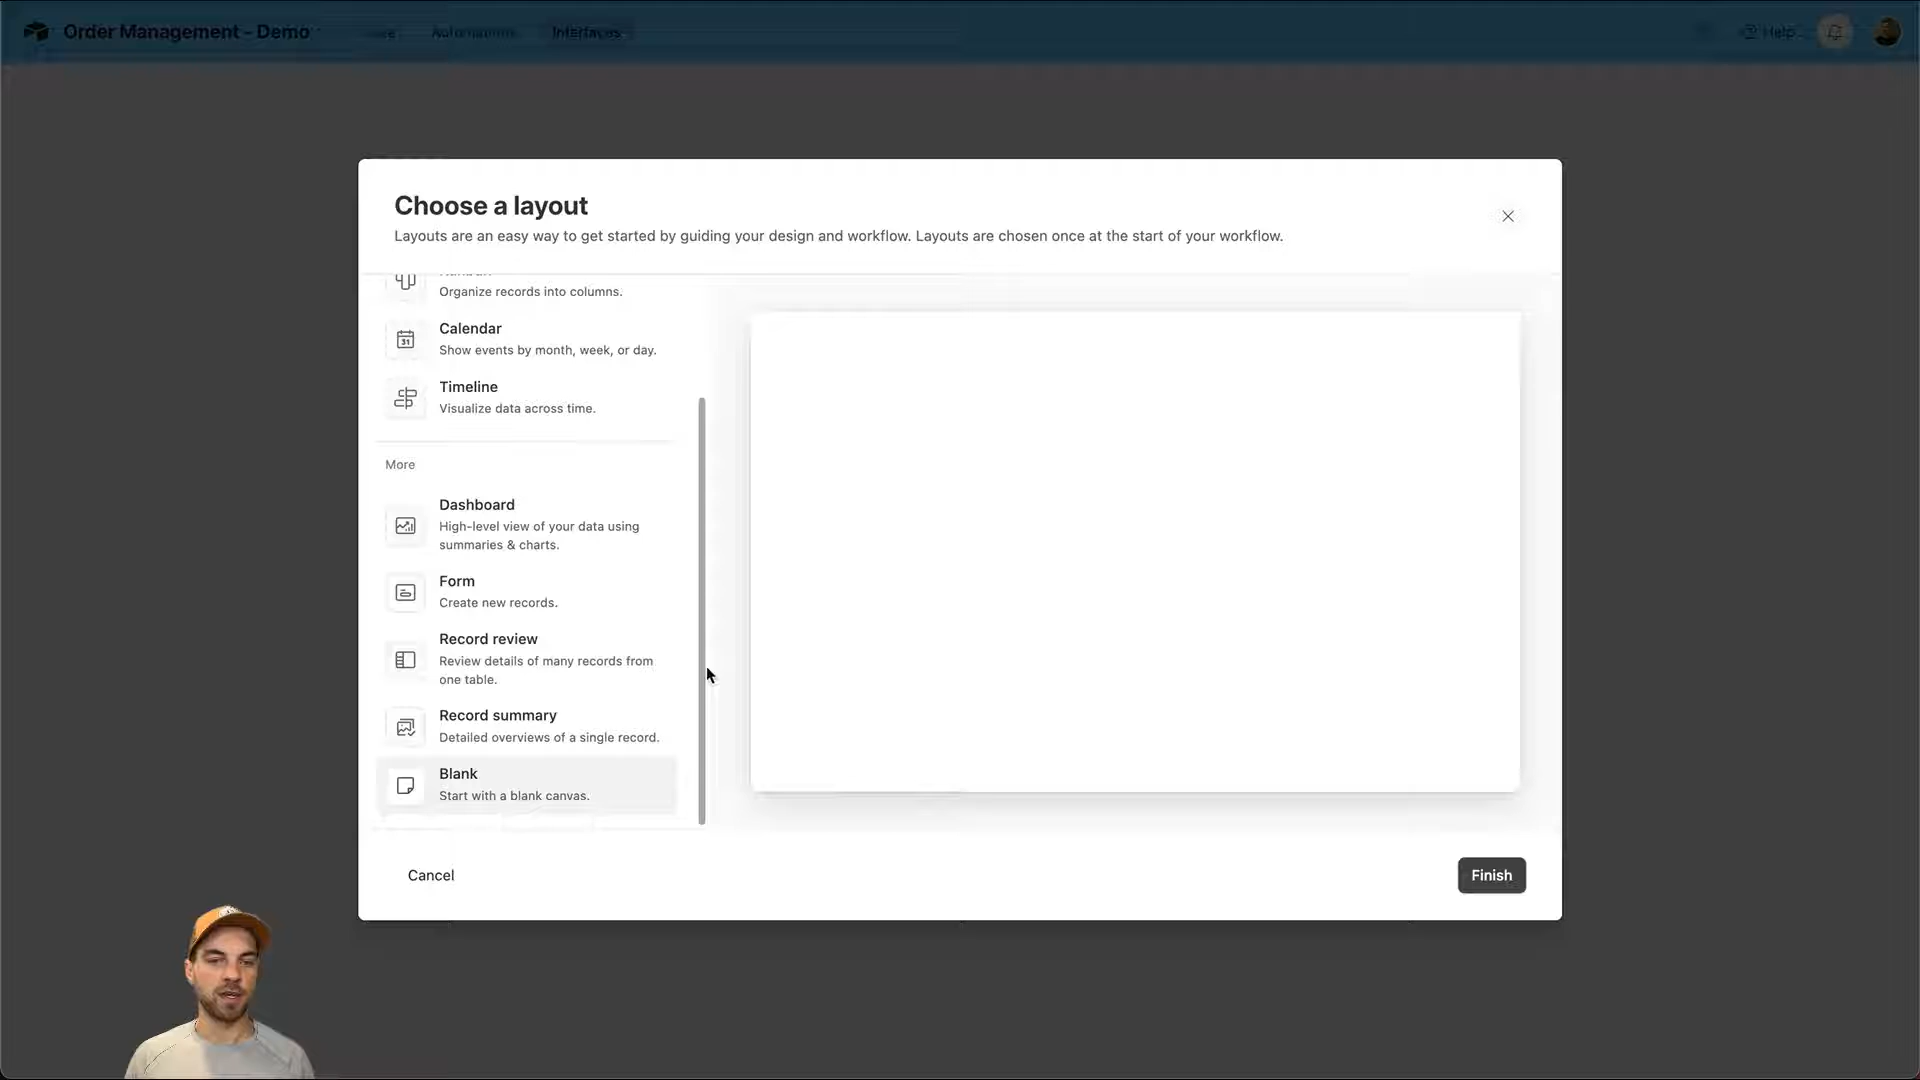 Order Management - Demo
Automations
Interfaces
Help
Choose a layout
Layouts are an easy way to get started by guiding your design and workflow. Layouts are chosen once at the start of your workflow.
Organize records into columns.
31
Calendar
Show events by month, week, or day.
Timeline
Visualize data across time.
More
Dashboard
High-level view of your data using
summaries & charts.
Form
Create new records.
Record review
Review details of many records from
one table.
Record summary
Detailed overviews of a single record.
Blank
Start with a blank canvas.
Cancel
Finish